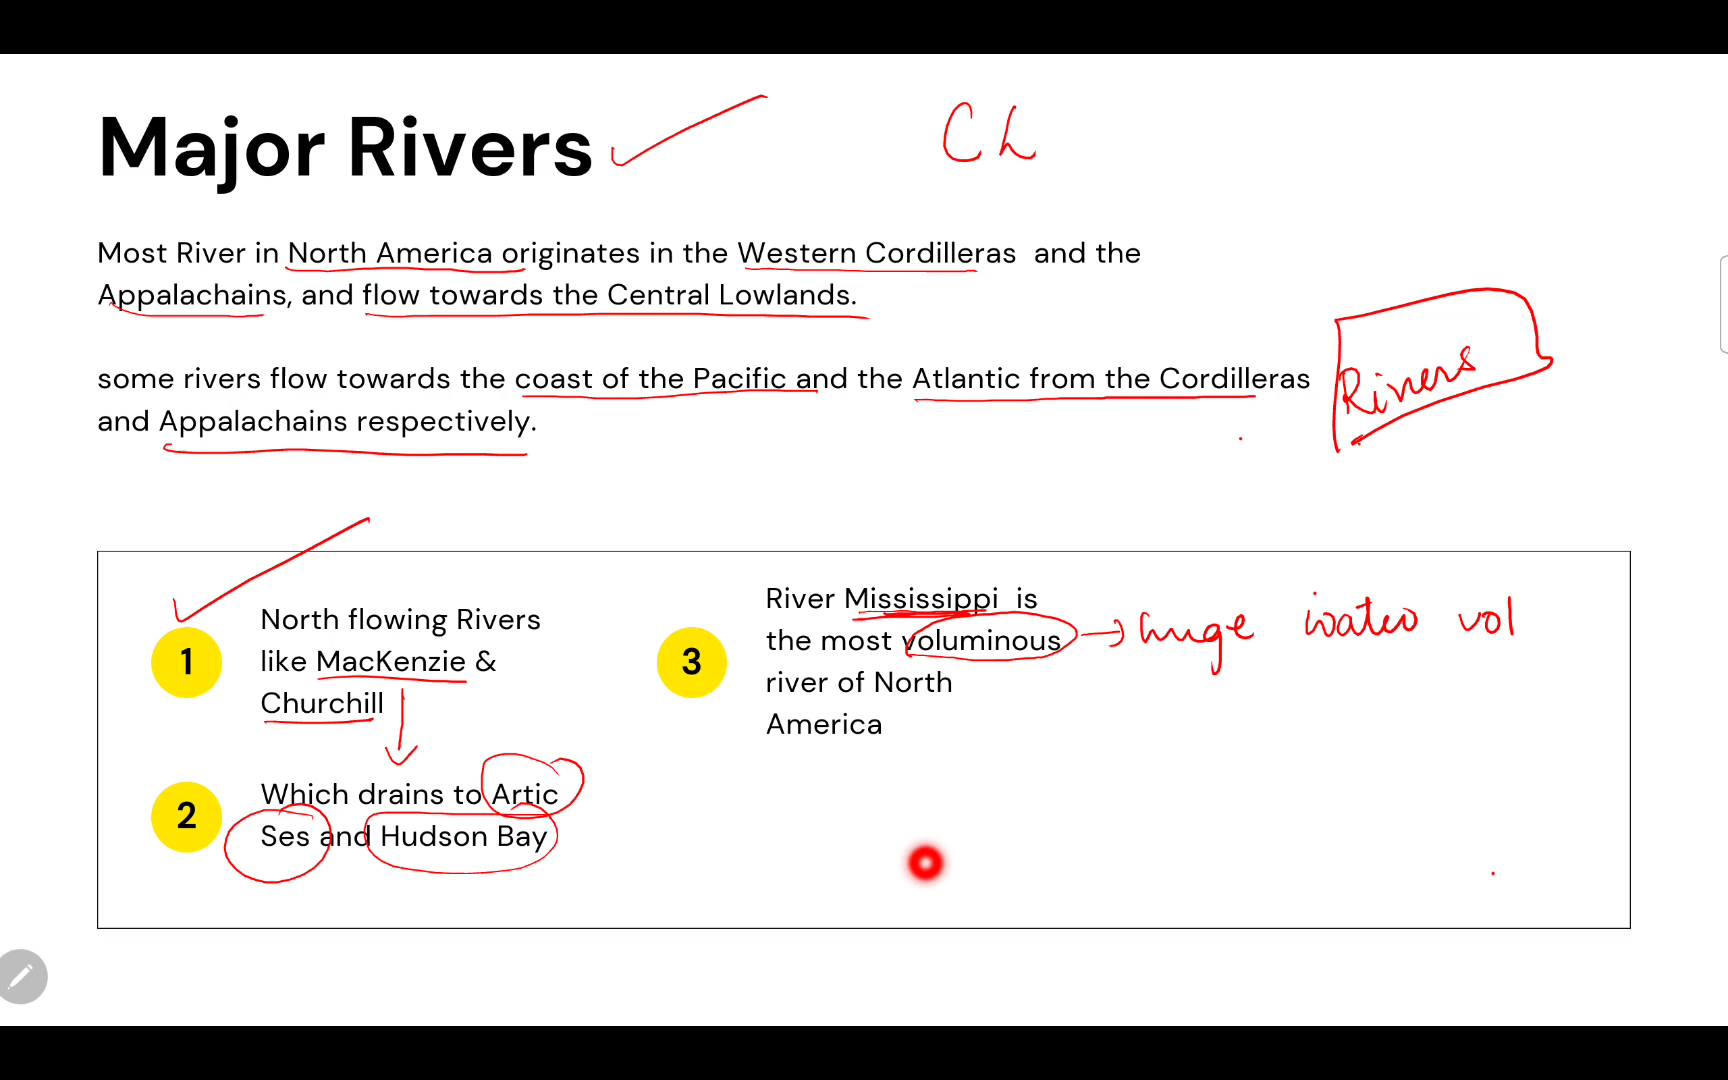 Major Rivers
CL
Most River in North America originates in the Western Cordilleras and the
Appalachains, and flow towards the Central Lowlands.
some rivers flow towards the coast of the Pacific and the Atlantic from the Cordilleras
and Appalachains respectively.
Rivers
1
North flowing Rivers
like MacKenzie &
Churchill
2
Which drains to Artic
Ses and Hudson Bay
3
River Mississippi is
the most voluminous → huge water vol
river of North
America